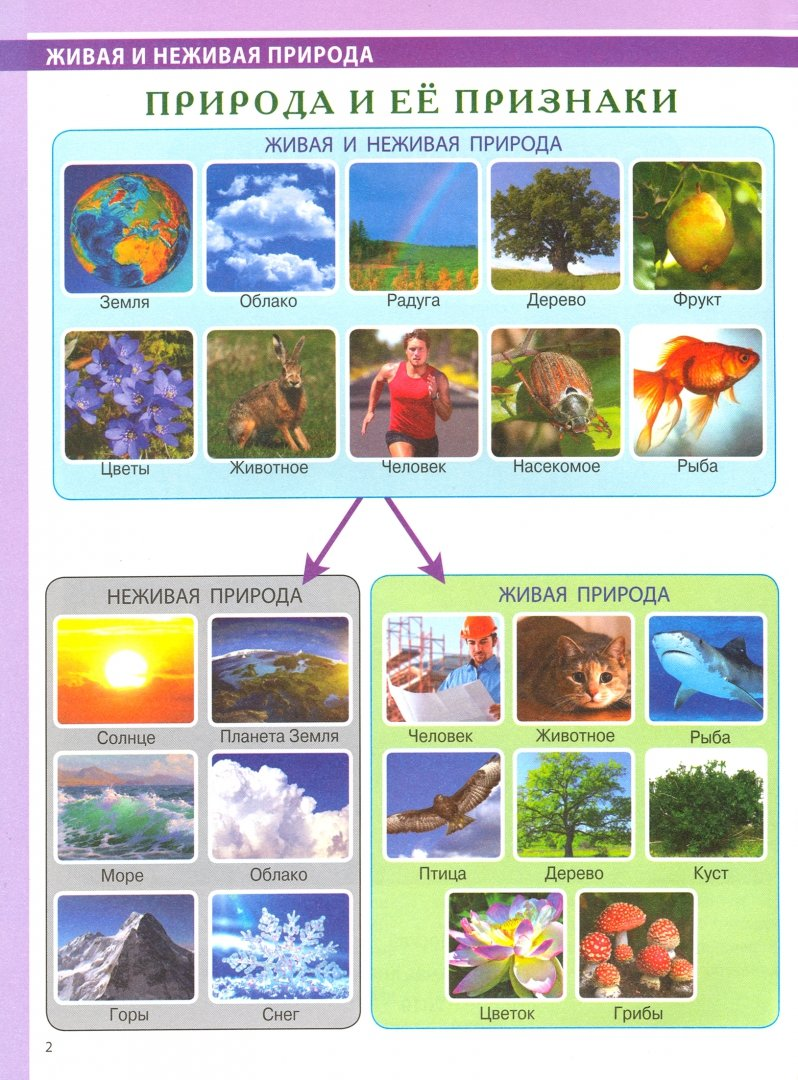 ЖИВАЯ И НЕЖИВАЯ ПРИРОДА
ПРИРОДА И ЕЁ ПРИЗНАКИ
ЖИВАЯ И НЕЖИВАЯ ПРИРОДА
Земля Облако Радуга Дерево Фрукт
Цветы Животное Человек Насекомое Рыба
НЕЖИВАЯ ПРИРОДА
Солнце Планета Земля
Море Облако
Горы Снег
ЖИВАЯ ПРИРОДА
Человек Животное Рыба
Птица Дерево Куст
Цветок Грибы
2